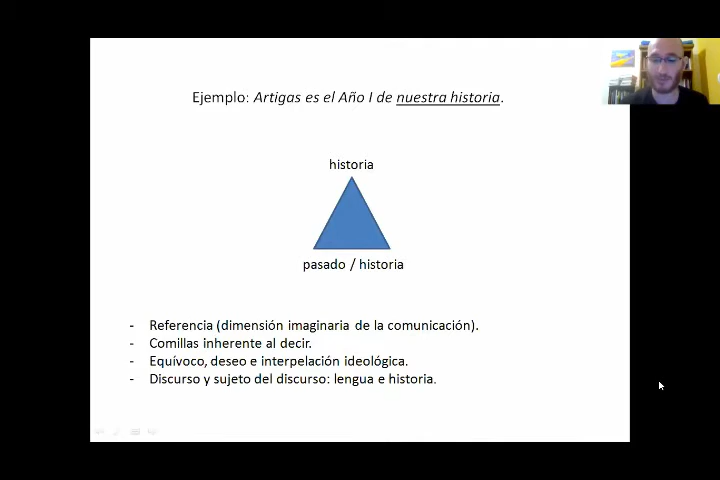 Ejemplo: Artigas es el Año I de nuestra historia.
historia
pasado / historia
- Referencia (dimensión imaginaria de la comunicación).
- Comillas inherente al decir.
- Equívoco, deseo e interpelación ideológica.
- Discurso y sujeto del discurso: lengua e historia.